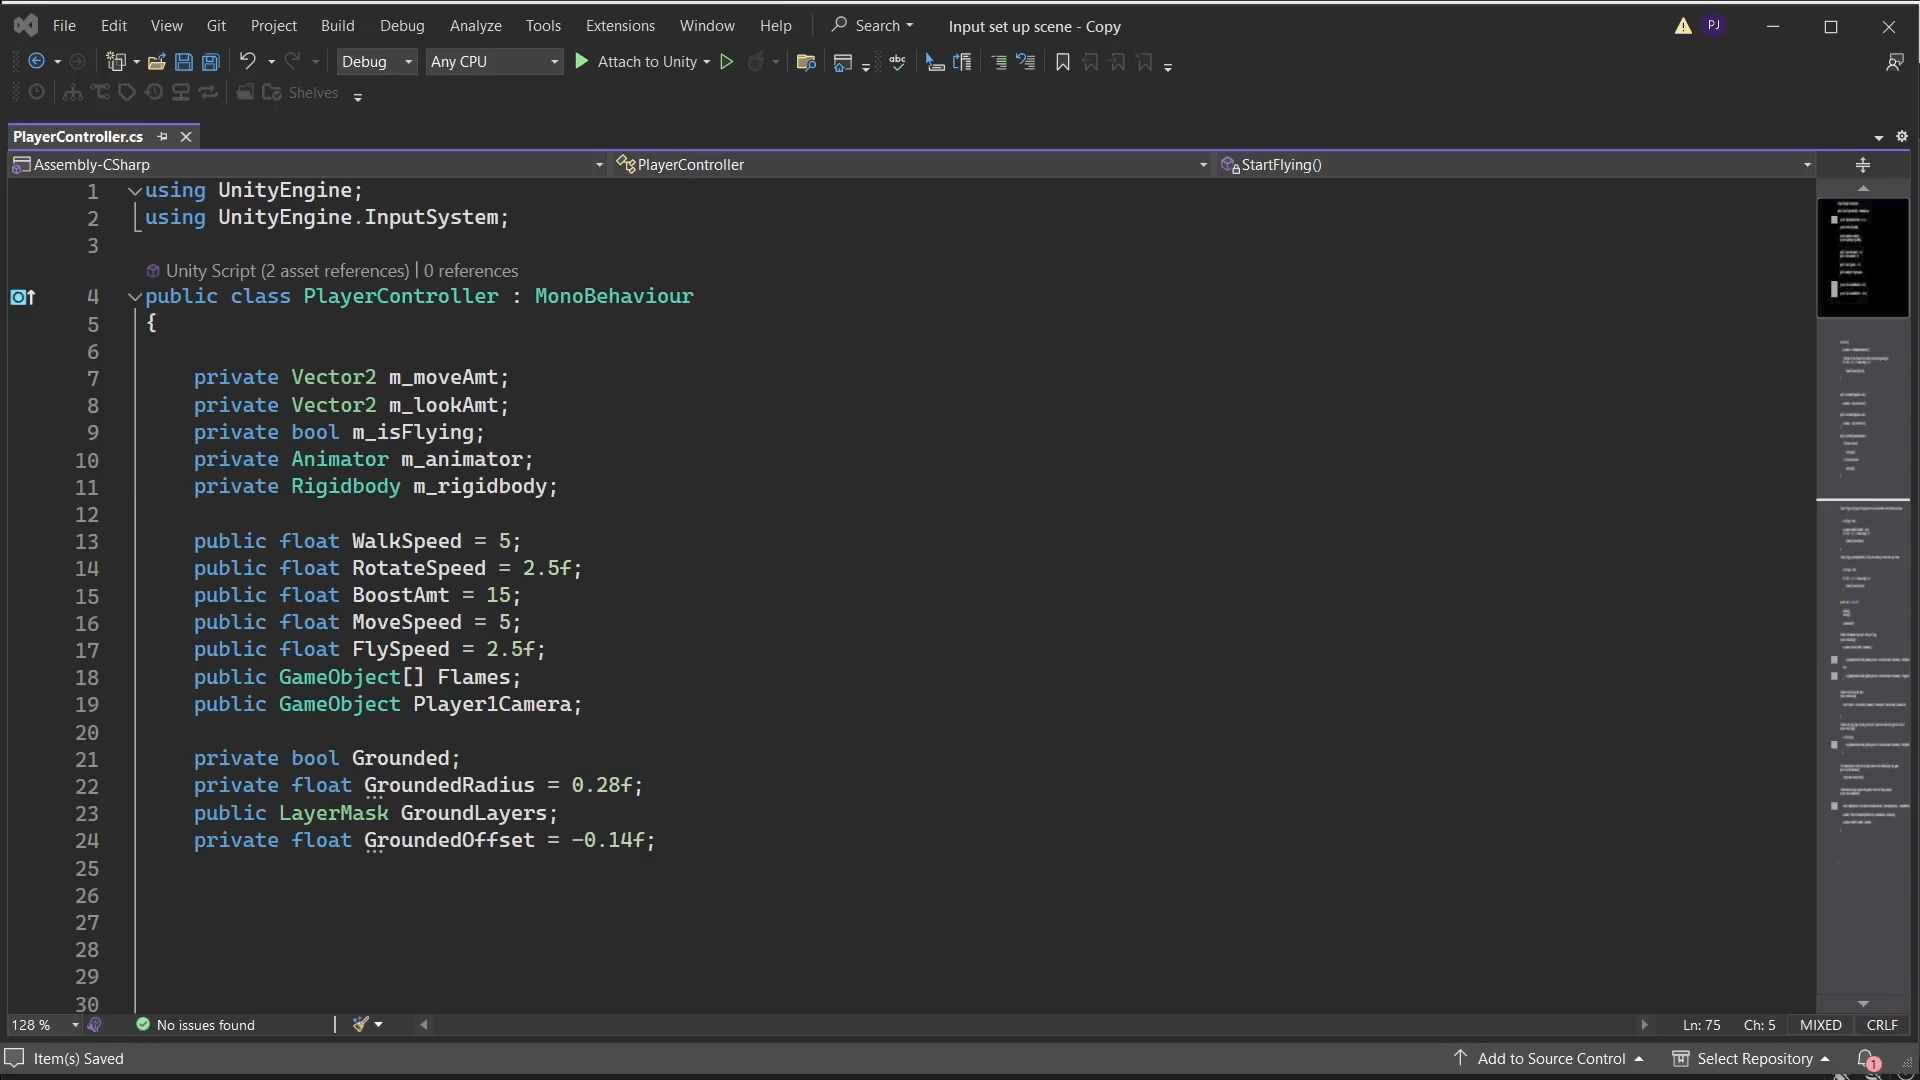 File Edit View Git Project Build Debug Analyze Tools Extensions Window Help Search Input set up scene - Copy PJ
Debug Any CPU Attach to Unity abc
Shelves
PlayerController.cs
Assembly-CSharp PlayerController StartFlying()
1 using UnityEngine;
2 using UnityEngine.InputSystem;
3
Unity Script (2 asset references) | 0 references
4 public class PlayerController : MonoBehaviour
5 {
6
7 private Vector2 m_moveAmt;
8 private Vector2 m_lookAmt;
9 private bool m_isFlying;
10 private Animator m_animator;
11 private Rigidbody m_rigidbody;
12
13 public float WalkSpeed = 5;
14 public float RotateSpeed = 2.5f;
15 public float BoostAmt = 15;
16 public float MoveSpeed = 5;
17 public float FlySpeed = 2.5f;
18 public GameObject[] Flames;
19 public GameObject Player1Camera;
20
21 private bool Grounded;
22 private float GroundedRadius = 0.28f;
23 public LayerMask GroundLayers;
24 private float GroundedOffset = -0.14f;
25
26
27
28
29
30
128 % No issues found Ln: 75 Ch: 5 MIXED CRLF
Item(s) Saved Add to Source Control Select Repository 1